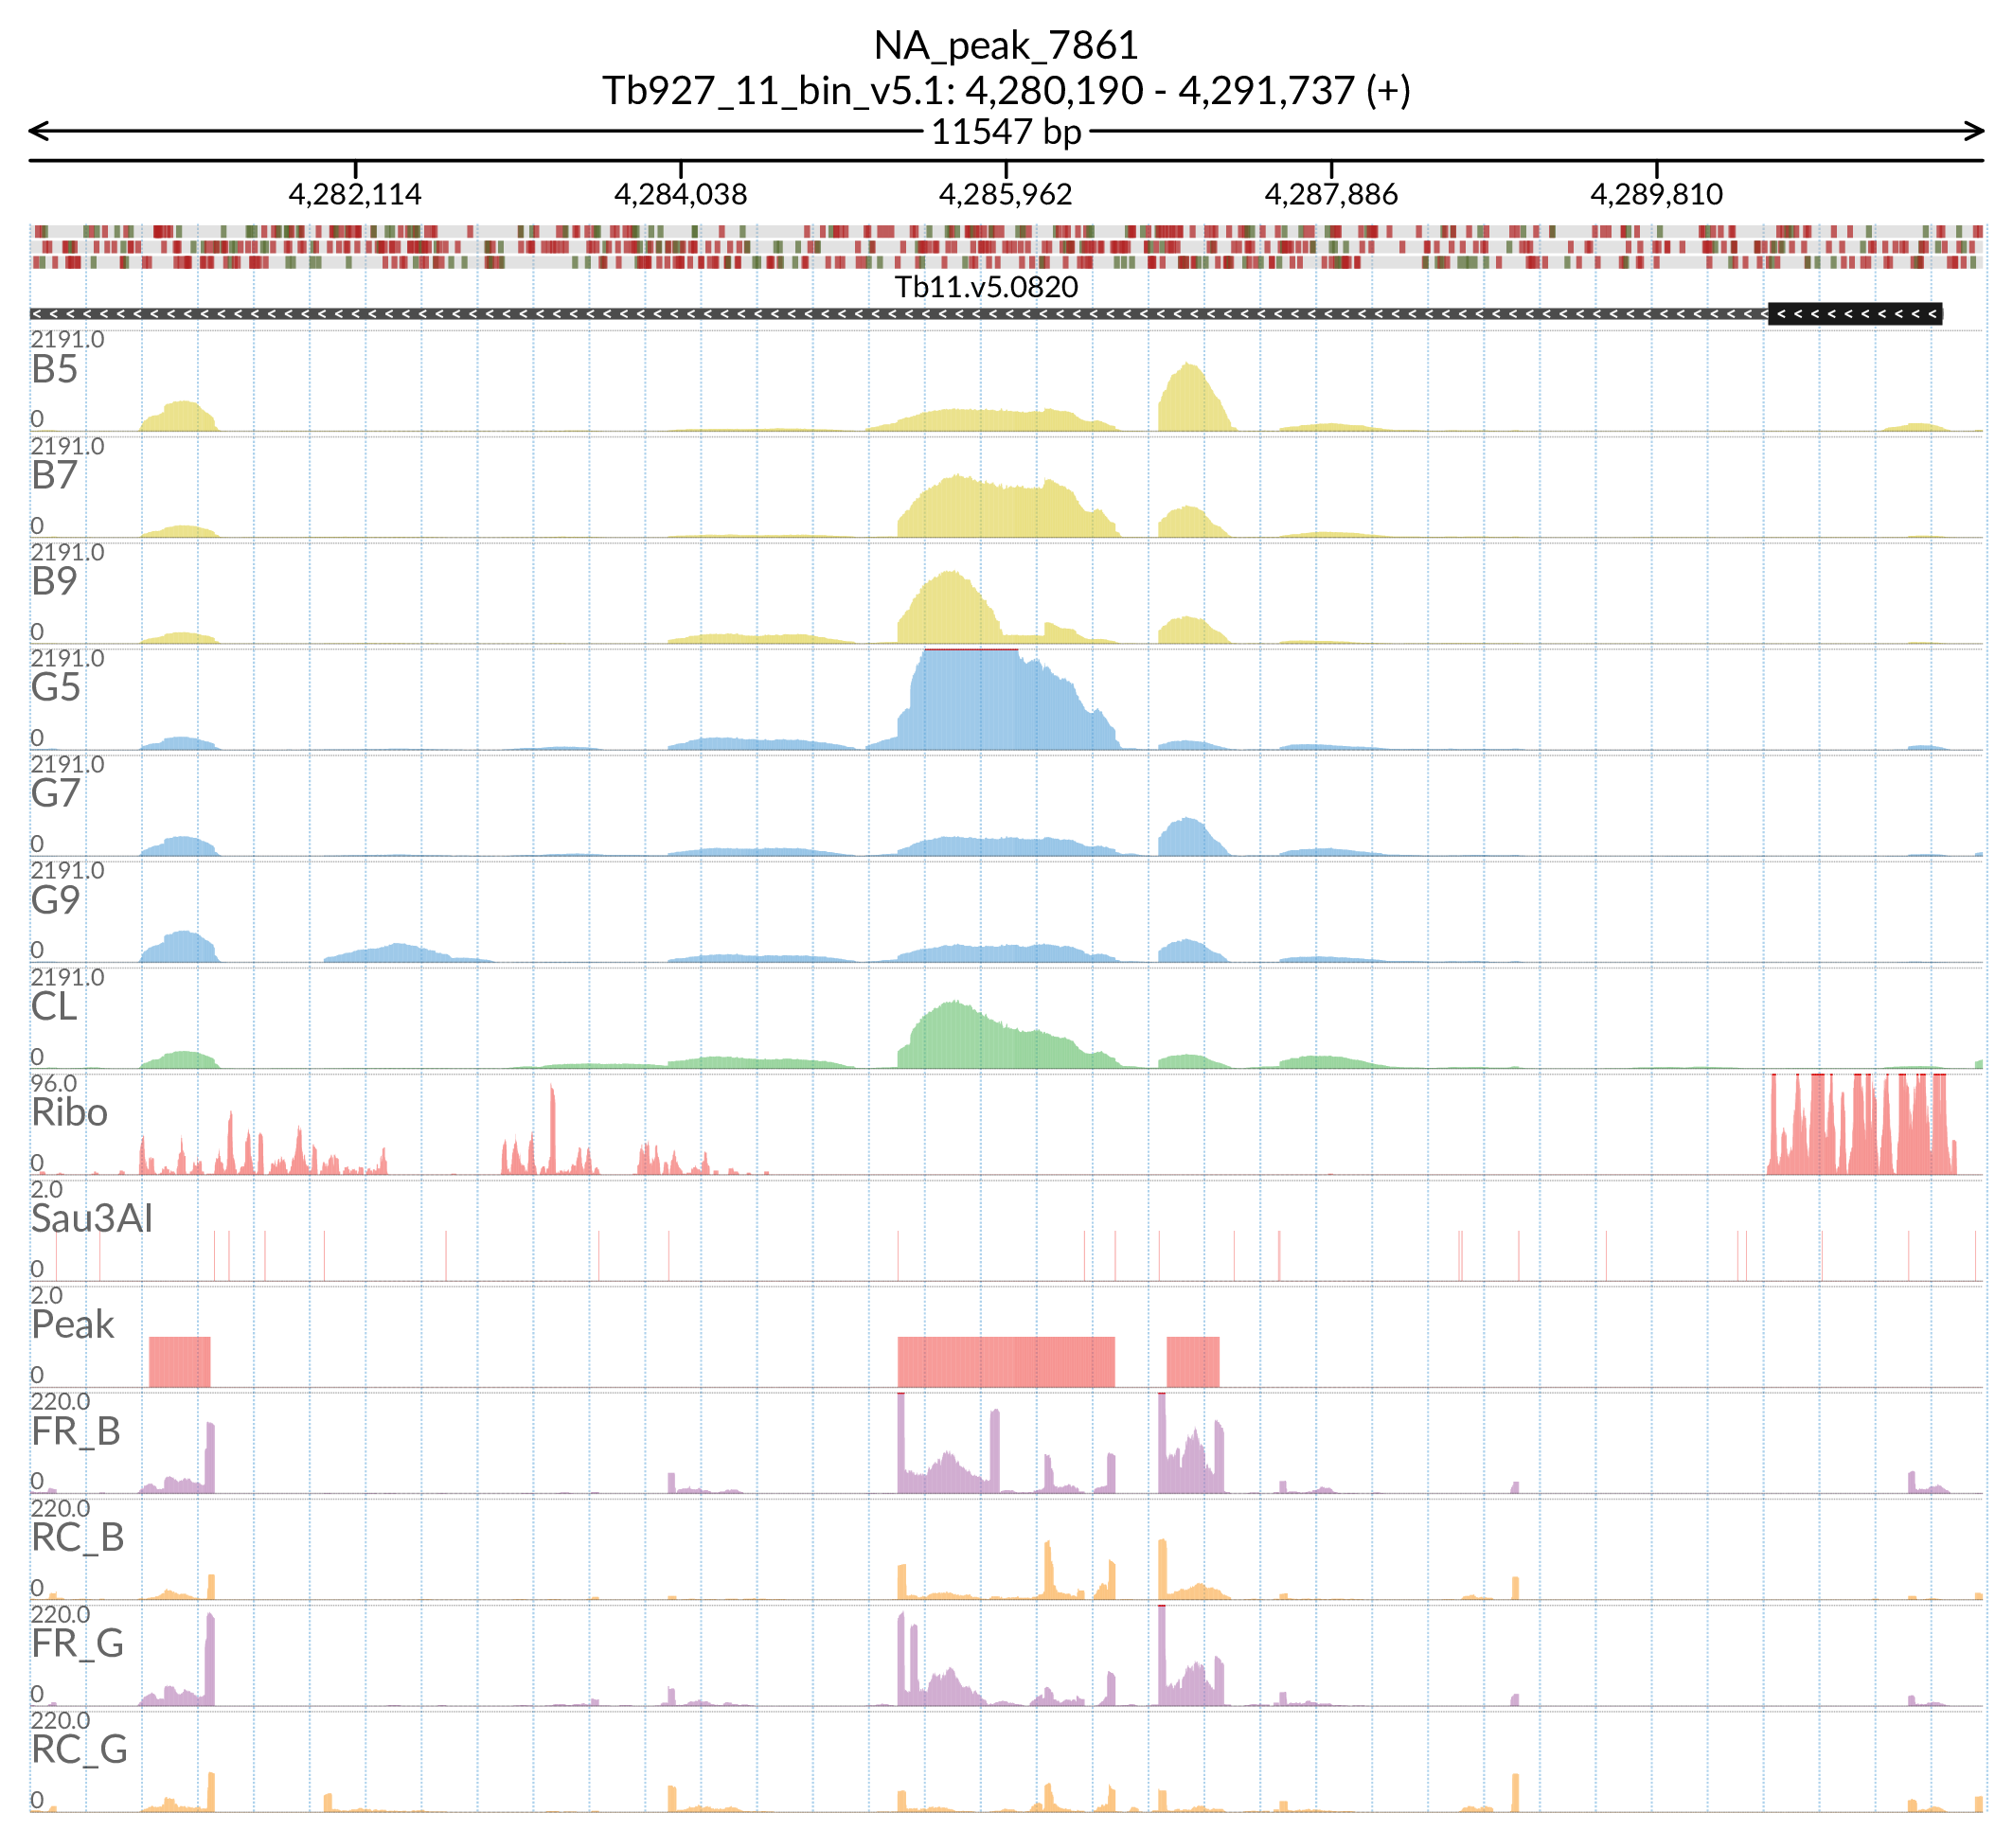 NA_peak_7861
Tb927_11_bin_v5.1: 4,280,190 - 4,291,737 (+)
11547 bp
4,282,114 4,284,038 4,285,962 4,287,886 4,289,810
Tb11.v5.0820
2191.0
B5
0
2191.0
B7
0
2191.0
B9
0
2191.0
G5
0
2191.0
G7
0
2191.0
G9
0
2191.0
CL
0
96.0
Ribo
0
2.0
Sau3AI
0
2.0
Peak
0
220.0
FR_B
0
220.0
RC_B
0
220.0
FR_G
0
220.0
RC_G
0